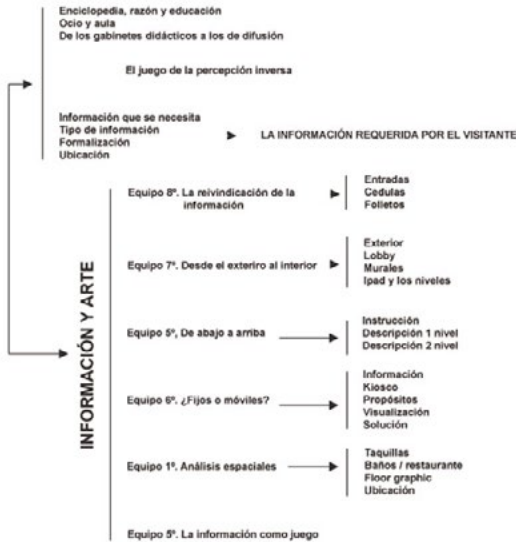 Enciclopedia, razón y educación
Ocio y aula
De los gabinetes didácticos a los de difusión
El juego de la percepción inversa
Información que se necesita
Tipo de información
Formalización
Ubicación
LA INFORMACIÓN REQUERIDA POR EL VISITANTE
INFORMACIÓN Y ARTE
Equipo 8º. La reivindicación de la
información
Entradas
Cedulas
Folletos
Equipo 7º. Desde el exteriro al interior
Exterior
Lobby
Murales
Ipad y los niveles
Equipo 5º, De abajo a arriba
Instrucción
Descripción 1 nivel
Descripción 2 nivel
Equipo 6º. ¿Fijos o móviles?
Información
Kiosco
Propósitos
Visualización
Solución
Equipo 1º. Análisis espaciales
Taquillas
Baños / restaurante
Floor graphic
Ubicación
Equipo 5º. La información como juego